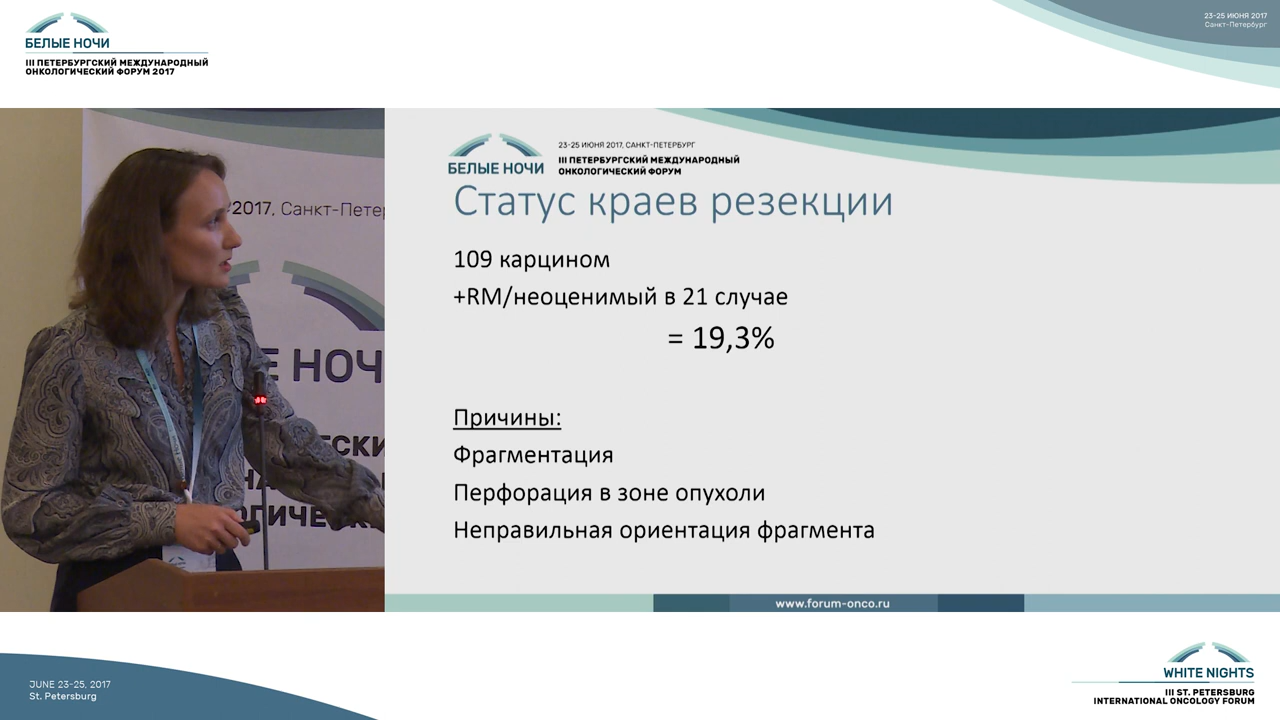 БЕЛЫЕ НОЧИ
III ПЕТЕРБУРГСКИЙ МЕЖДУНАРОДНЫЙ
ОНКОЛОГИЧЕСКИЙ ФОРУМ 2017
23-25 ИЮНЯ 2017
Санкт-Петербург
2017, Санкт-Петер
Е НОЧ
23-25 ИЮНЯ 2017, САНКТ-ПЕТЕРБУРГ
БЕЛЫЕ НОЧИ
III ПЕТЕРБУРГСКИЙ МЕЖДУНАРОДНЫЙ
ОНКОЛОГИЧЕСКИЙ ФОРУМ
Статус краев резекции
109 карцином
+RM/неоценимый в 21 случае
= 19,3%
Причины:
Фрагментация
Перфорация в зоне опухоли
Неправильная ориентация фрагмента
www.forum-onco.ru
JUNE 23-25, 2017
St. Petersburg
WHITE NIGHTS
III ST. PETERSBURG
INTERNATIONAL ONCOLOGY FORUM